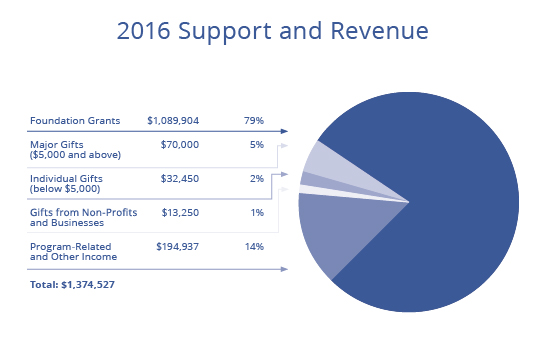 2016 Support and Revenue
Foundation Grants $1,089,904 79%
Major Gifts $70,000 5%
($5,000 and above)
Individual Gifts $32,450 2%
(below $5,000)
Gifts from Non-Profits $13,250 1%
and Businesses
Program-Related $194,937 14%
and Other Income
Total: $1,374,527